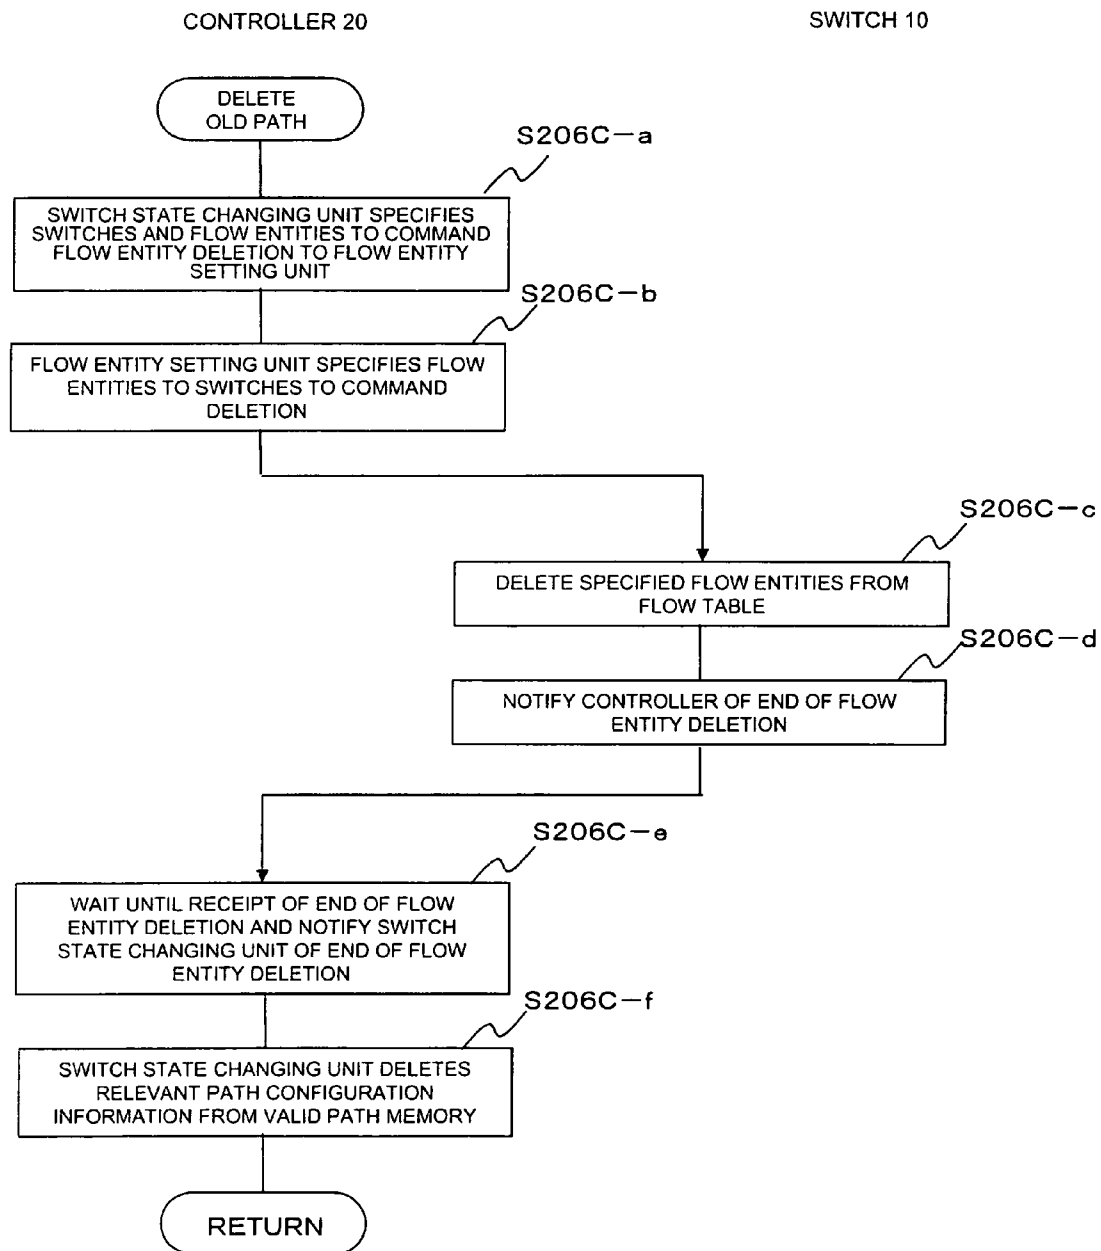 CONTROLLER 20
SWITCH 10
DELETE
OLD PATH
S206C-a
SWITCH STATE CHANGING UNIT SPECIFIES
SWITCHES AND FLOW ENTITIES TO COMMAND
FLOW ENTITY DELETION TO FLOW ENTITY
SETTING UNIT
S206C-b
FLOW ENTITY SETTING UNIT SPECIFIES FLOW
ENTITIES TO SWITCHES TO COMMAND
DELETION
S206C-c
DELETE SPECIFIED FLOW ENTITIES FROM
FLOW TABLE
S206C-d
NOTIFY CONTROLLER OF END OF FLOW
ENTITY DELETION
S206C-e
WAIT UNTIL RECEIPT OF END OF FLOW
ENTITY DELETION AND NOTIFY SWITCH
STATE CHANGING UNIT OF END OF FLOW
ENTITY DELETION
S206C-f
SWITCH STATE CHANGING UNIT DELETES
RELEVANT PATH CONFIGURATION
INFORMATION FROM VALID PATH MEMORY
RETURN